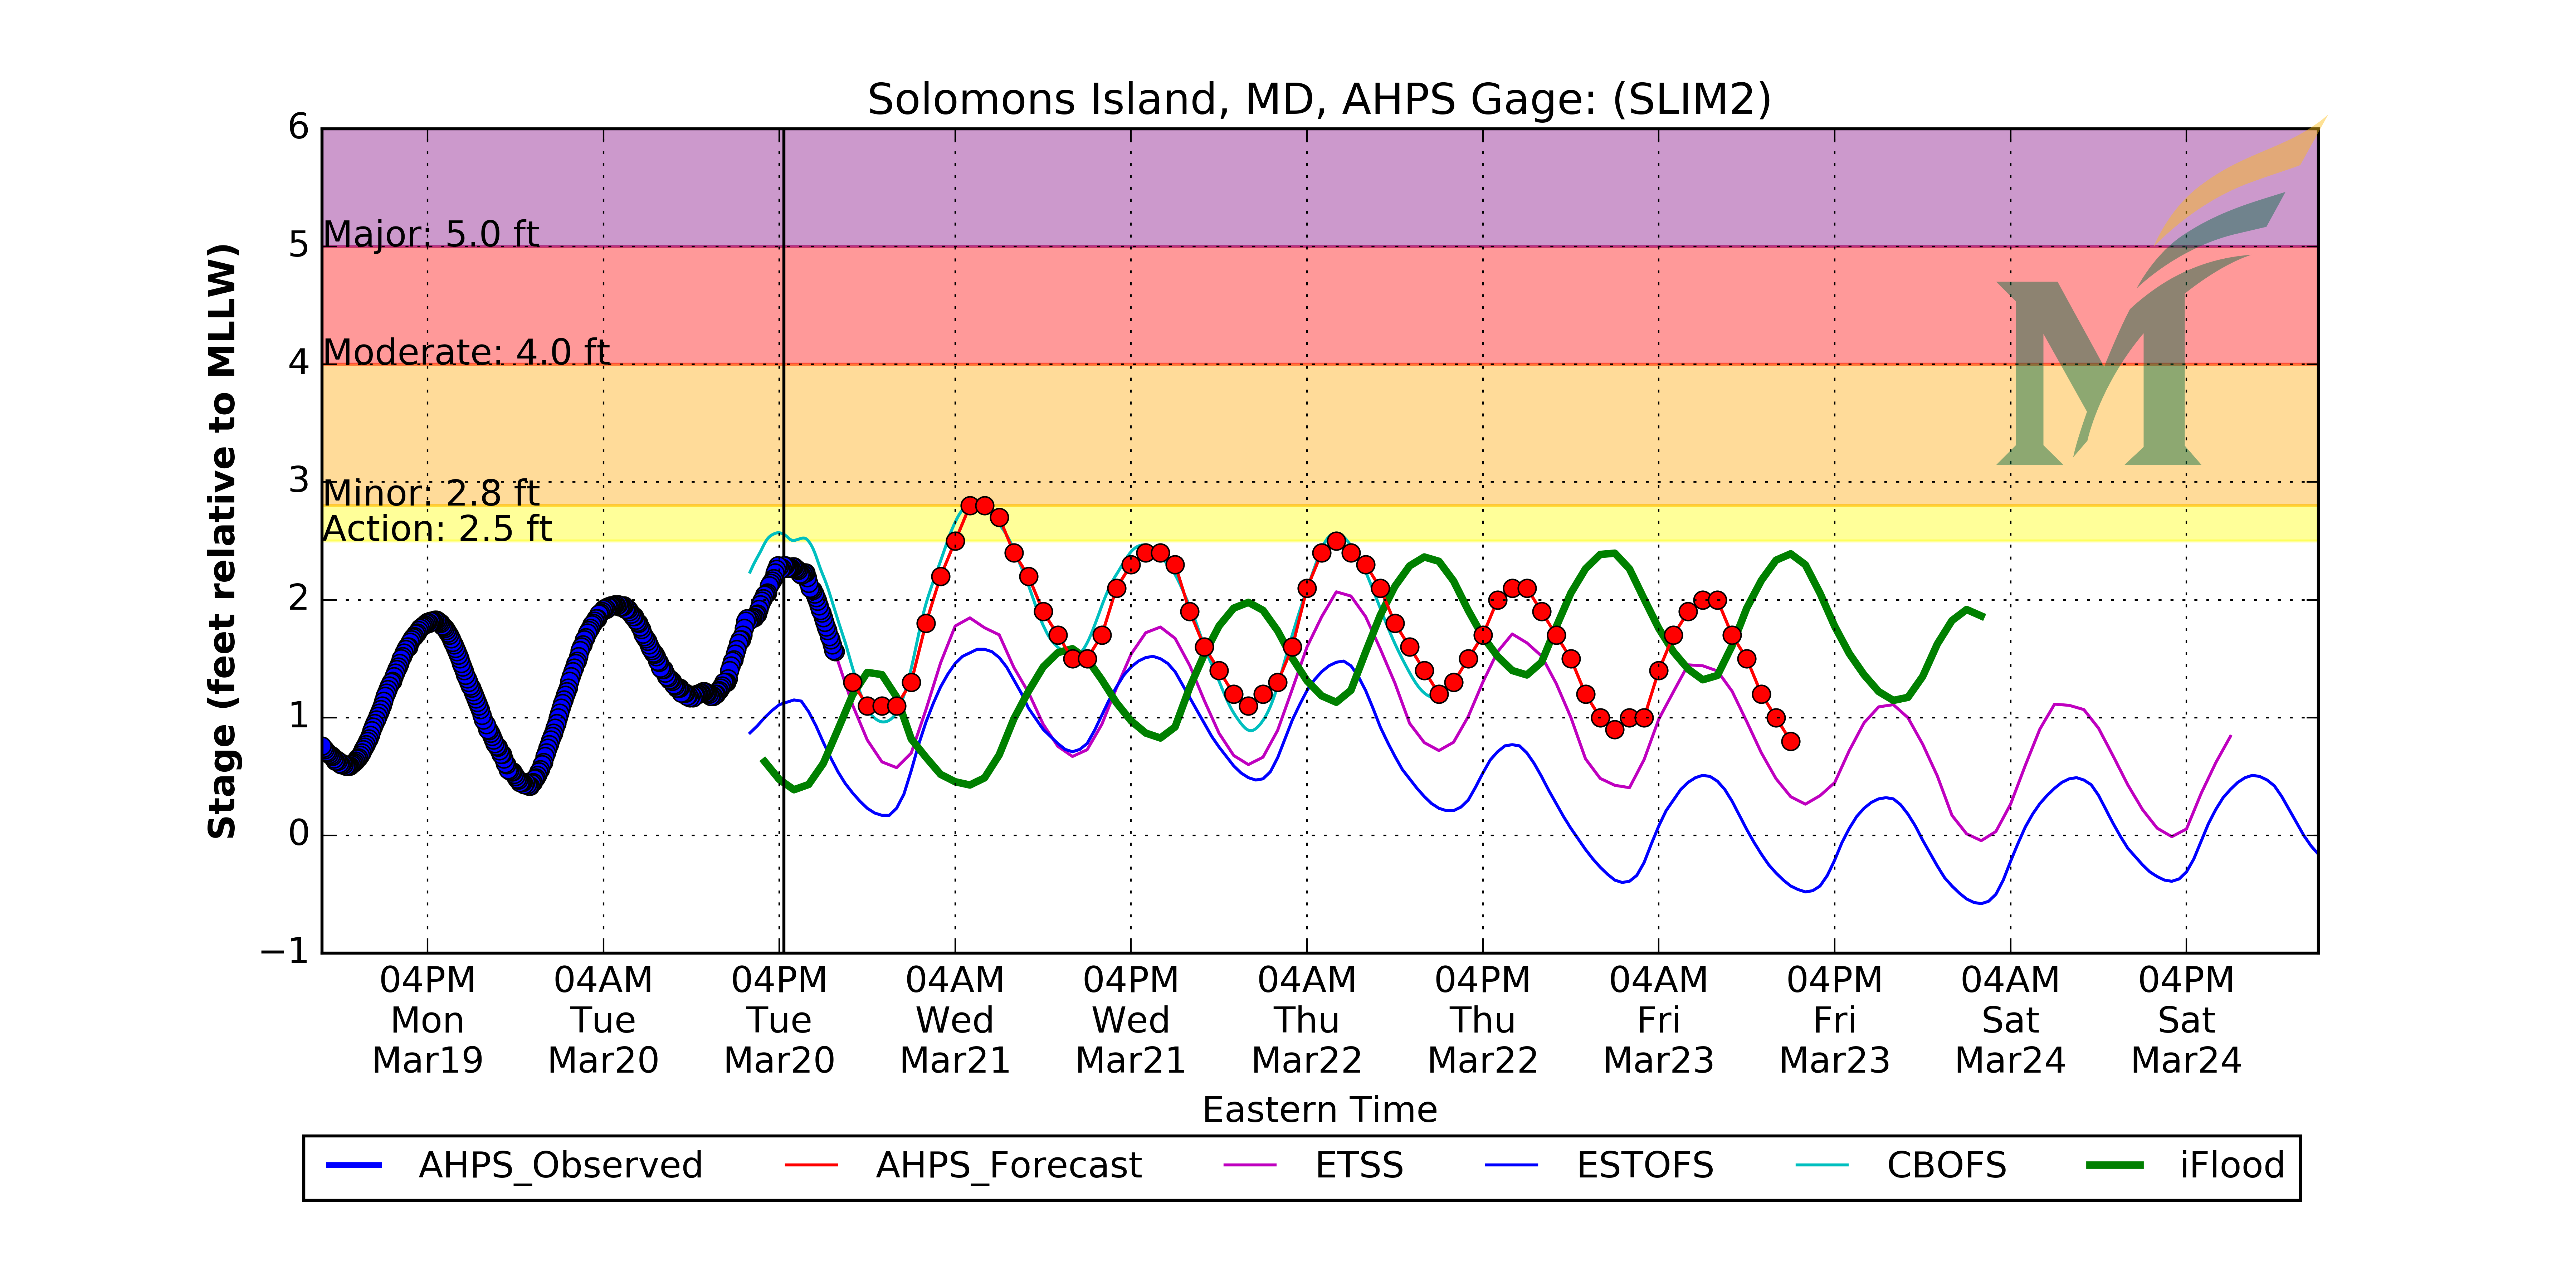 Solomons Island, MD, AHPS Gage: (SLIM2)
6
5
4
3
2
1
0
−1
Stage (feet relative to MLLW)
Major: 5.0 ft
Moderate: 4.0 ft
Minor: 2.8 ft
Action: 2.5 ft
M
04PM 04AM 04PM 04AM 04PM 04AM 04PM 04AM 04PM 04AM 04PM
Mon Tue Tue Wed Wed Thu Thu Fri Fri Sat Sat
Mar19 Mar20 Mar20 Mar21 Mar21 Mar22 Mar22 Mar23 Mar23 Mar24 Mar24
Eastern Time
AHPS_Observed AHPS_Forecast ETSS ESTOFS CBOFS iFlood